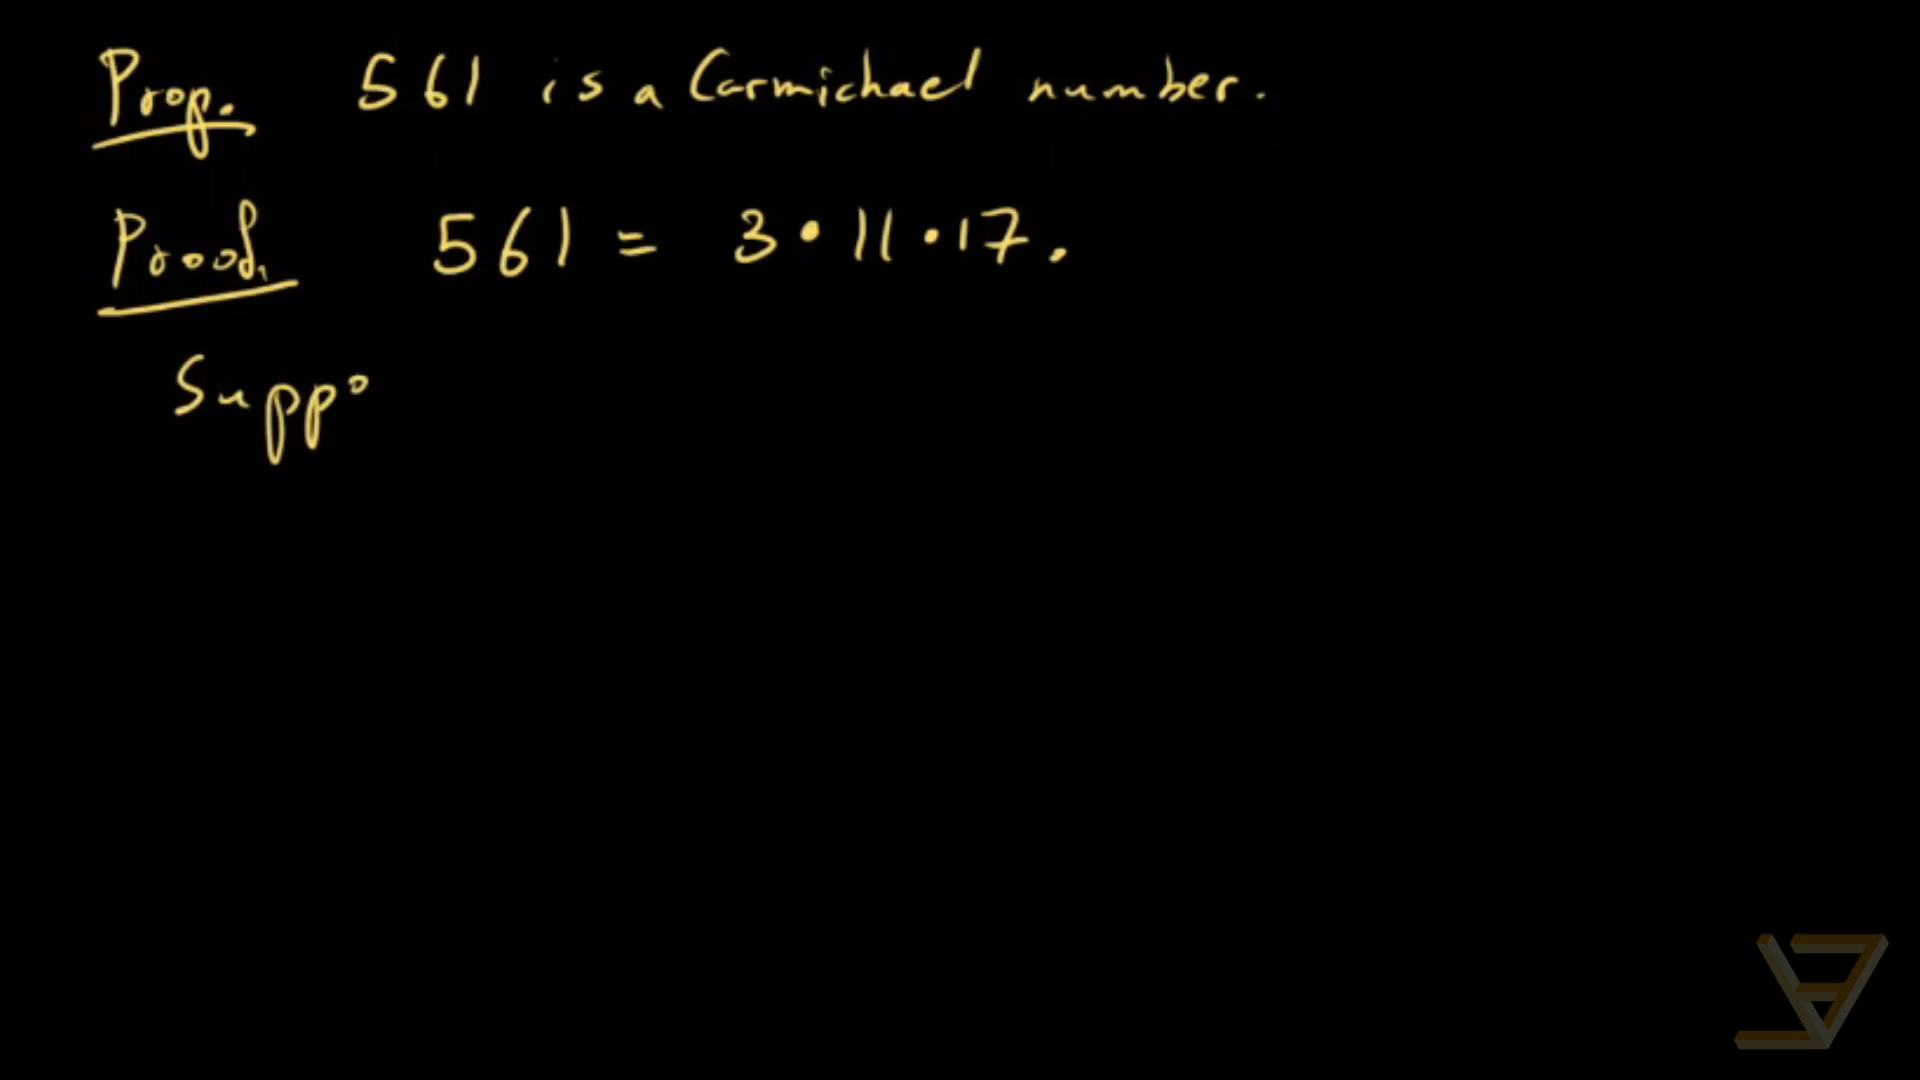 Prop. 561 is a Carmichael number.
Proof. 561 = 3 • 11 • 17.
Suppo